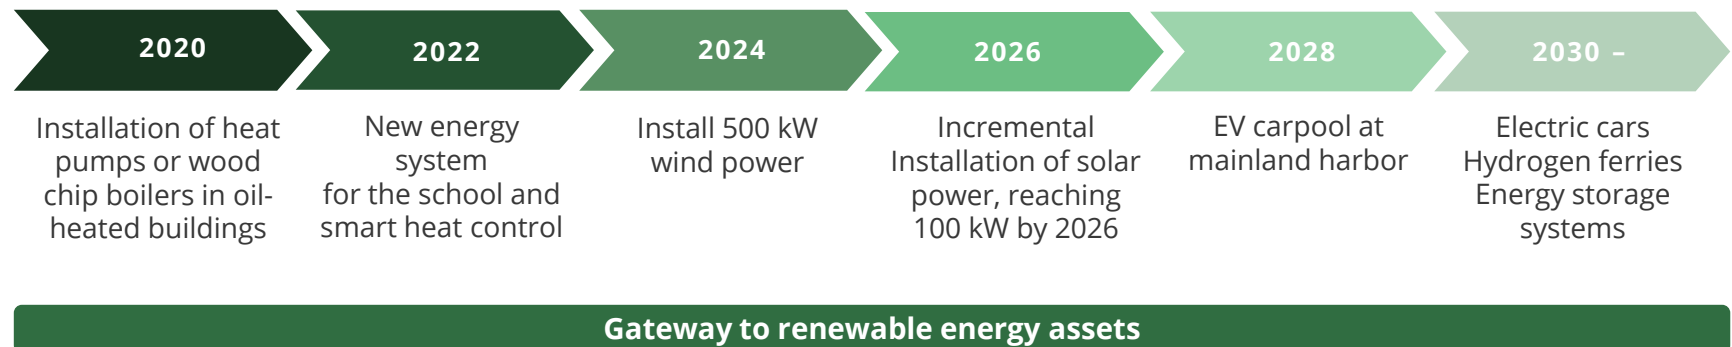 2020
Installation of heat
pumps or wood
chip boilers in oil-
heated buildings
2022
New energy
system
for the school and
smart heat control
2024
Install 500 kW
wind power
2026
Incremental
Installation of solar
power, reaching
100 kW by 2026
2028
EV carpool at
mainland harbor
2030 –
Electric cars
Hydrogen ferries
Energy storage
systems
Gateway to renewable energy assets